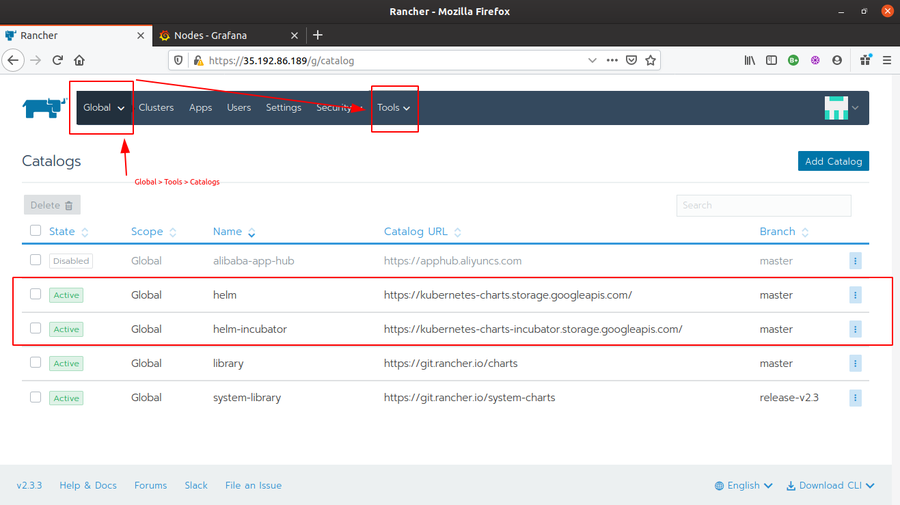 Rancher - Mozilla Firefox
Rancher
Nodes - Grafana
https://35.192.86.189/g/catalog
Global Clusters Apps Users Settings Security Tools
Catalogs
Add Catalog
Global > Tools > Catalogs
Delete
Search
State Scope Name Catalog URL Branch
Disabled Global alibaba-app-hub https://apphub.aliyuncs.com master
Active Global helm https://kubernetes-charts.storage.googleapis.com/ master
Active Global helm-incubator https://kubernetes-charts-incubator.storage.googleapis.com/ master
Active Global library https://git.rancher.io/charts master
Active Global system-library https://git.rancher.io/system-charts release-v2.3
v2.3.3 Help & Docs Forums Slack File an Issue English Download CLI